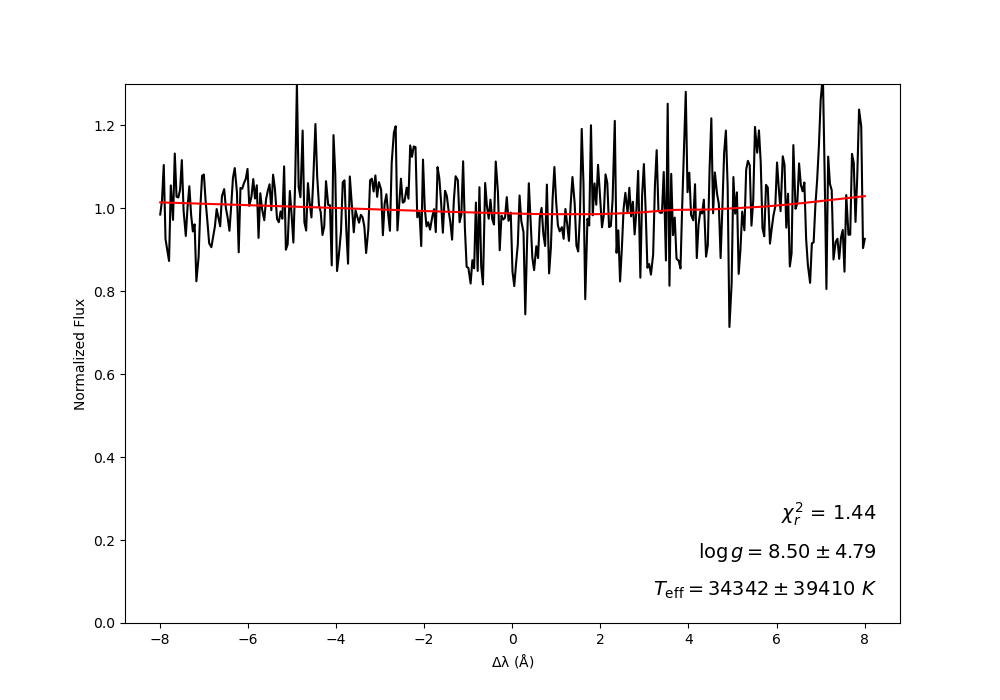 1.2
1.0
0.8
0.6
0.4
0.2
0.0
Normalized Flux
χ²ᵣ = 1.44
log g = 8.50 ± 4.79
T_eff = 34342 ± 39410 K
−8 −6 −4 −2 0 2 4 6 8
Δλ (Å)